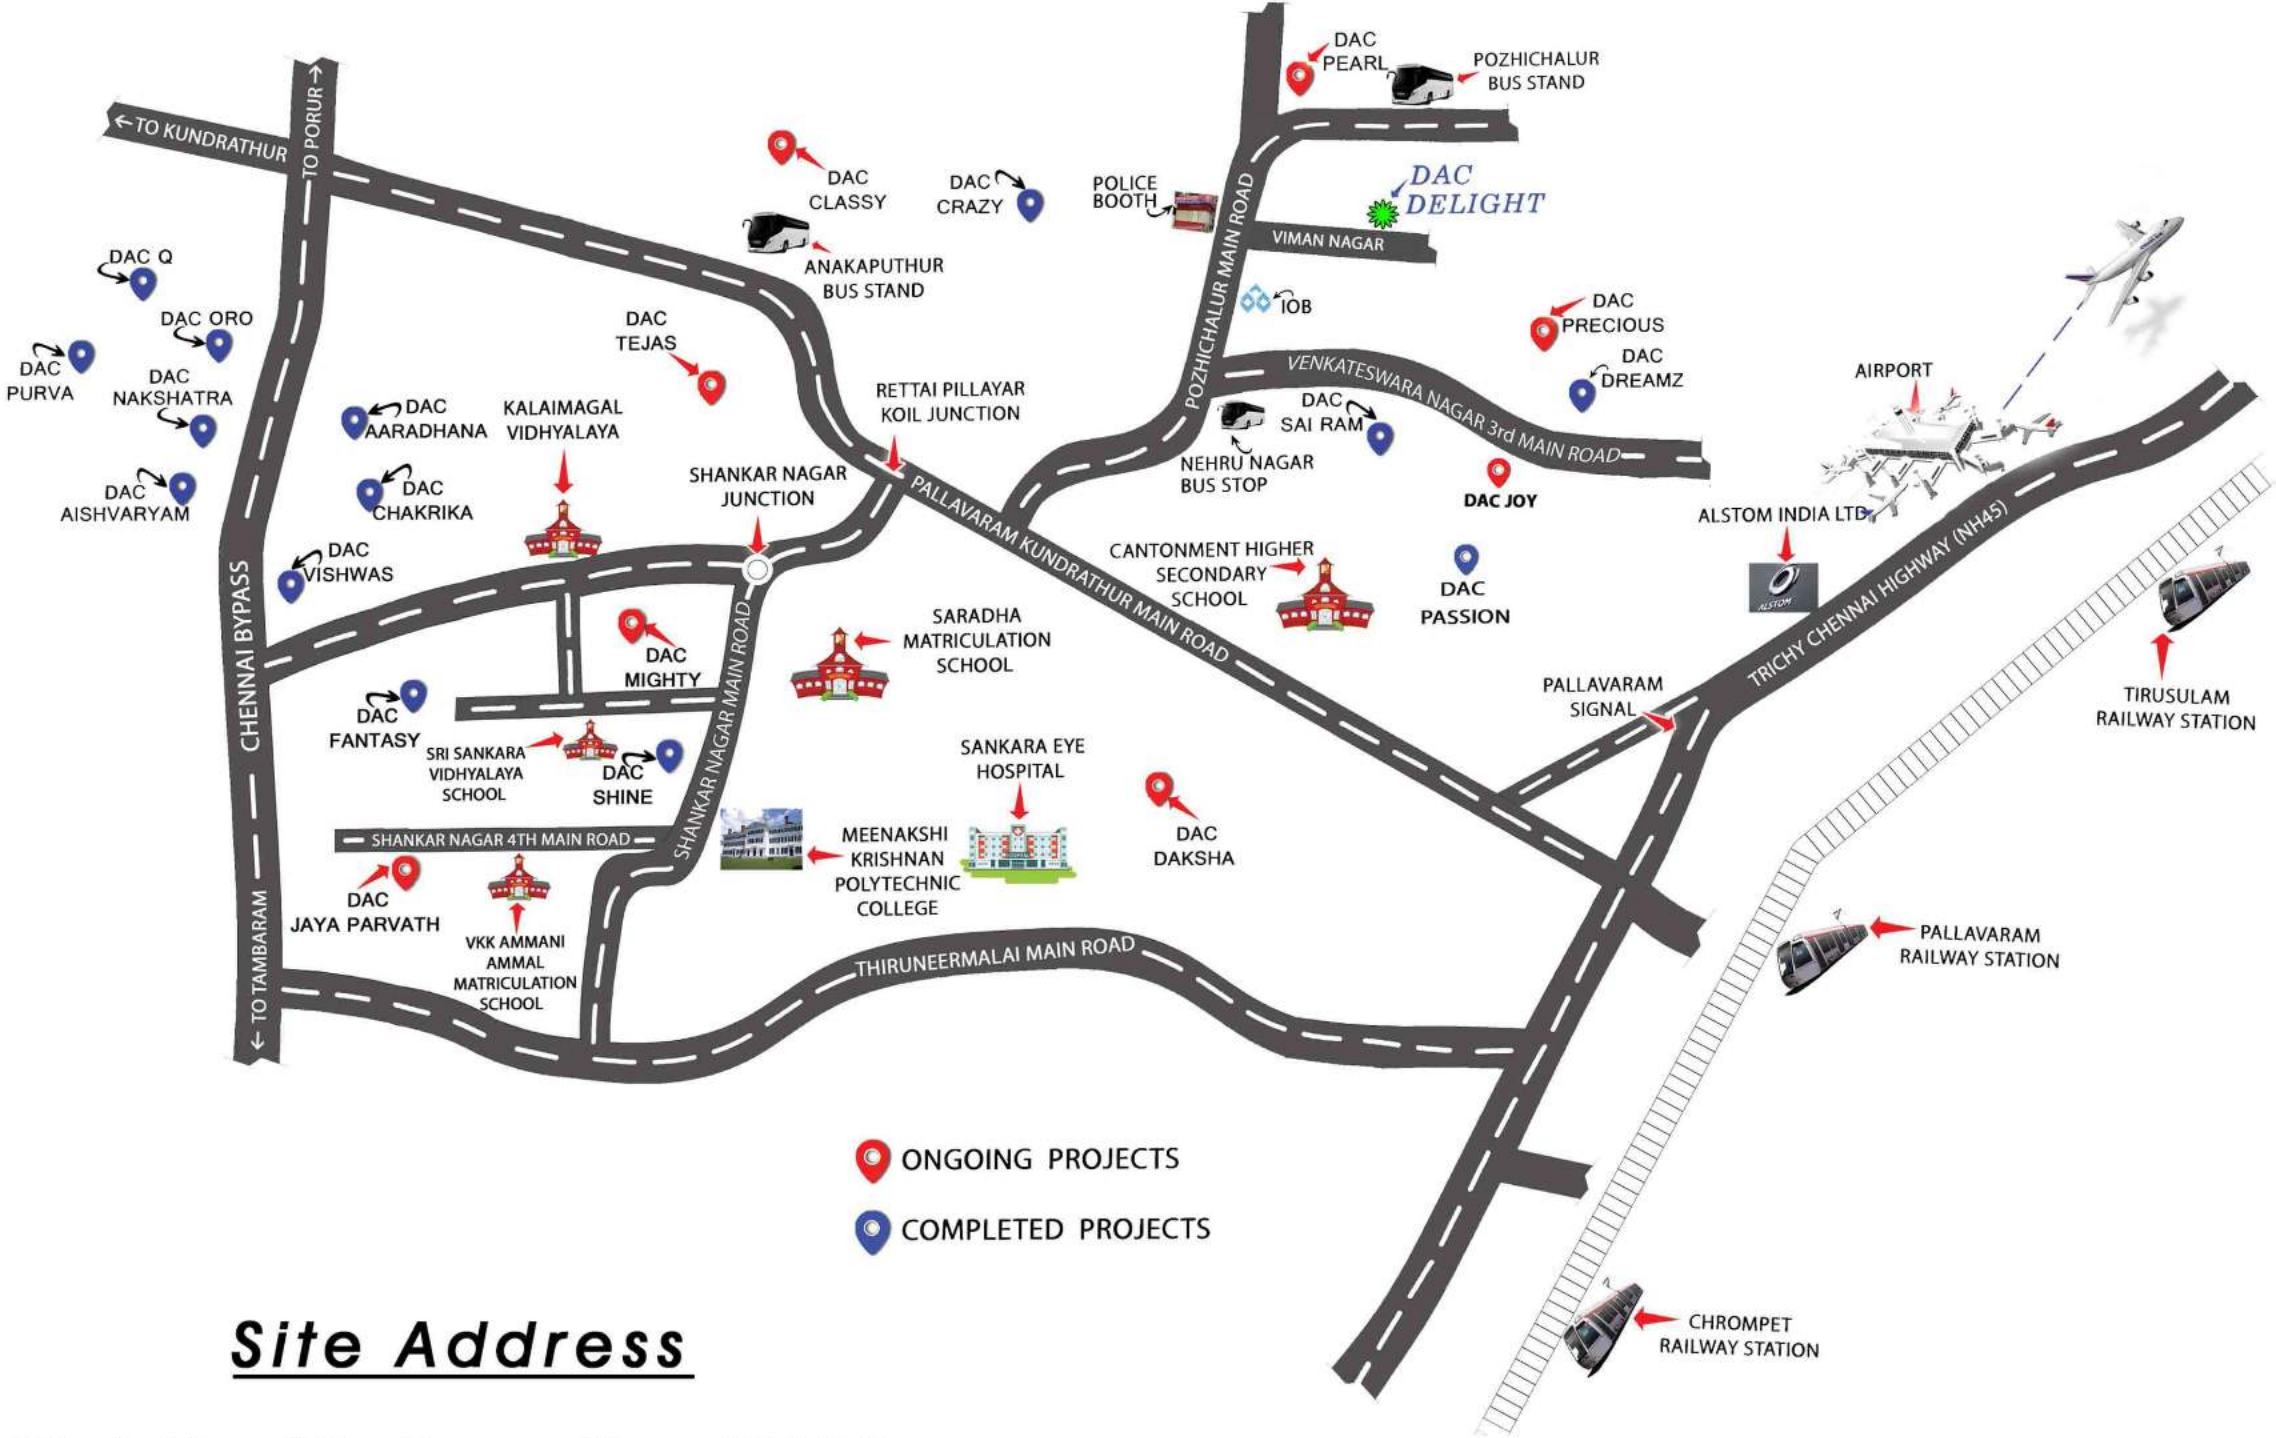 DAC
PEARL
POZHICHALUR
BUS STAND
←TO KUNDRATHUR
TO PORUR→
DAC
CLASSY
DAC
CRAZY
POLICE
BOOTH
POZHICHALUR MAIN ROAD
DAC
DELIGHT
VIMAN NAGAR
ANAKAPUTHUR
BUS STAND
DAC Q
DAC ORO
DAC
PURVA
DAC
NAKSHATRA
DAC
AISHVARYAM
DAC
TEJAS
IOB
DAC
PRECIOUS
DAC
DREAMZ
VENKATESWARA NAGAR 3rd MAIN ROAD
AIRPORT
DAC
AARADHANA
KALAIMAGAL
VIDHYALAYA
RETTAI PILLAYAR
KOIL JUNCTION
DAC
SAI RAM
NEHRU NAGAR
BUS STOP
DAC
CHAKRIKA
SHANKAR NAGAR
JUNCTION
DAC JOY
ALSTOM INDIA LTD
ALSTOM
PALLAVARAM KUNDRATHUR MAIN ROAD
TRICHY CHENNAI HIGHWAY (NH45)
DAC
VISHWAS
CANTONMENT HIGHER
SECONDARY
SCHOOL
DAC
PASSION
CHENNAI BYPASS
DAC
MIGHTY
SHANKAR NAGAR MAIN ROAD
SARADHA
MATRICULATION
SCHOOL
PALLAVARAM
SIGNAL
TIRUSULAM
RAILWAY STATION
DAC
FANTASY
SRI SANKARA
VIDHYALAYA
SCHOOL
DAC
SHINE
SANKARA EYE
HOSPITAL
DAC
DAKSHA
SHANKAR NAGAR 4TH MAIN ROAD
MEENAKSHI
KRISHNAN
POLYTECHNIC
COLLEGE
DAC
JAYA PARVATH
VKK AMMANI
AMMAL
MATRICULATION
SCHOOL
← TO TAMBARAM
THIRUNEERMALAI MAIN ROAD
PALLAVARAM
RAILWAY STATION
ONGOING PROJECTS
COMPLETED PROJECTS
CHROMPET
RAILWAY STATION
Site Address